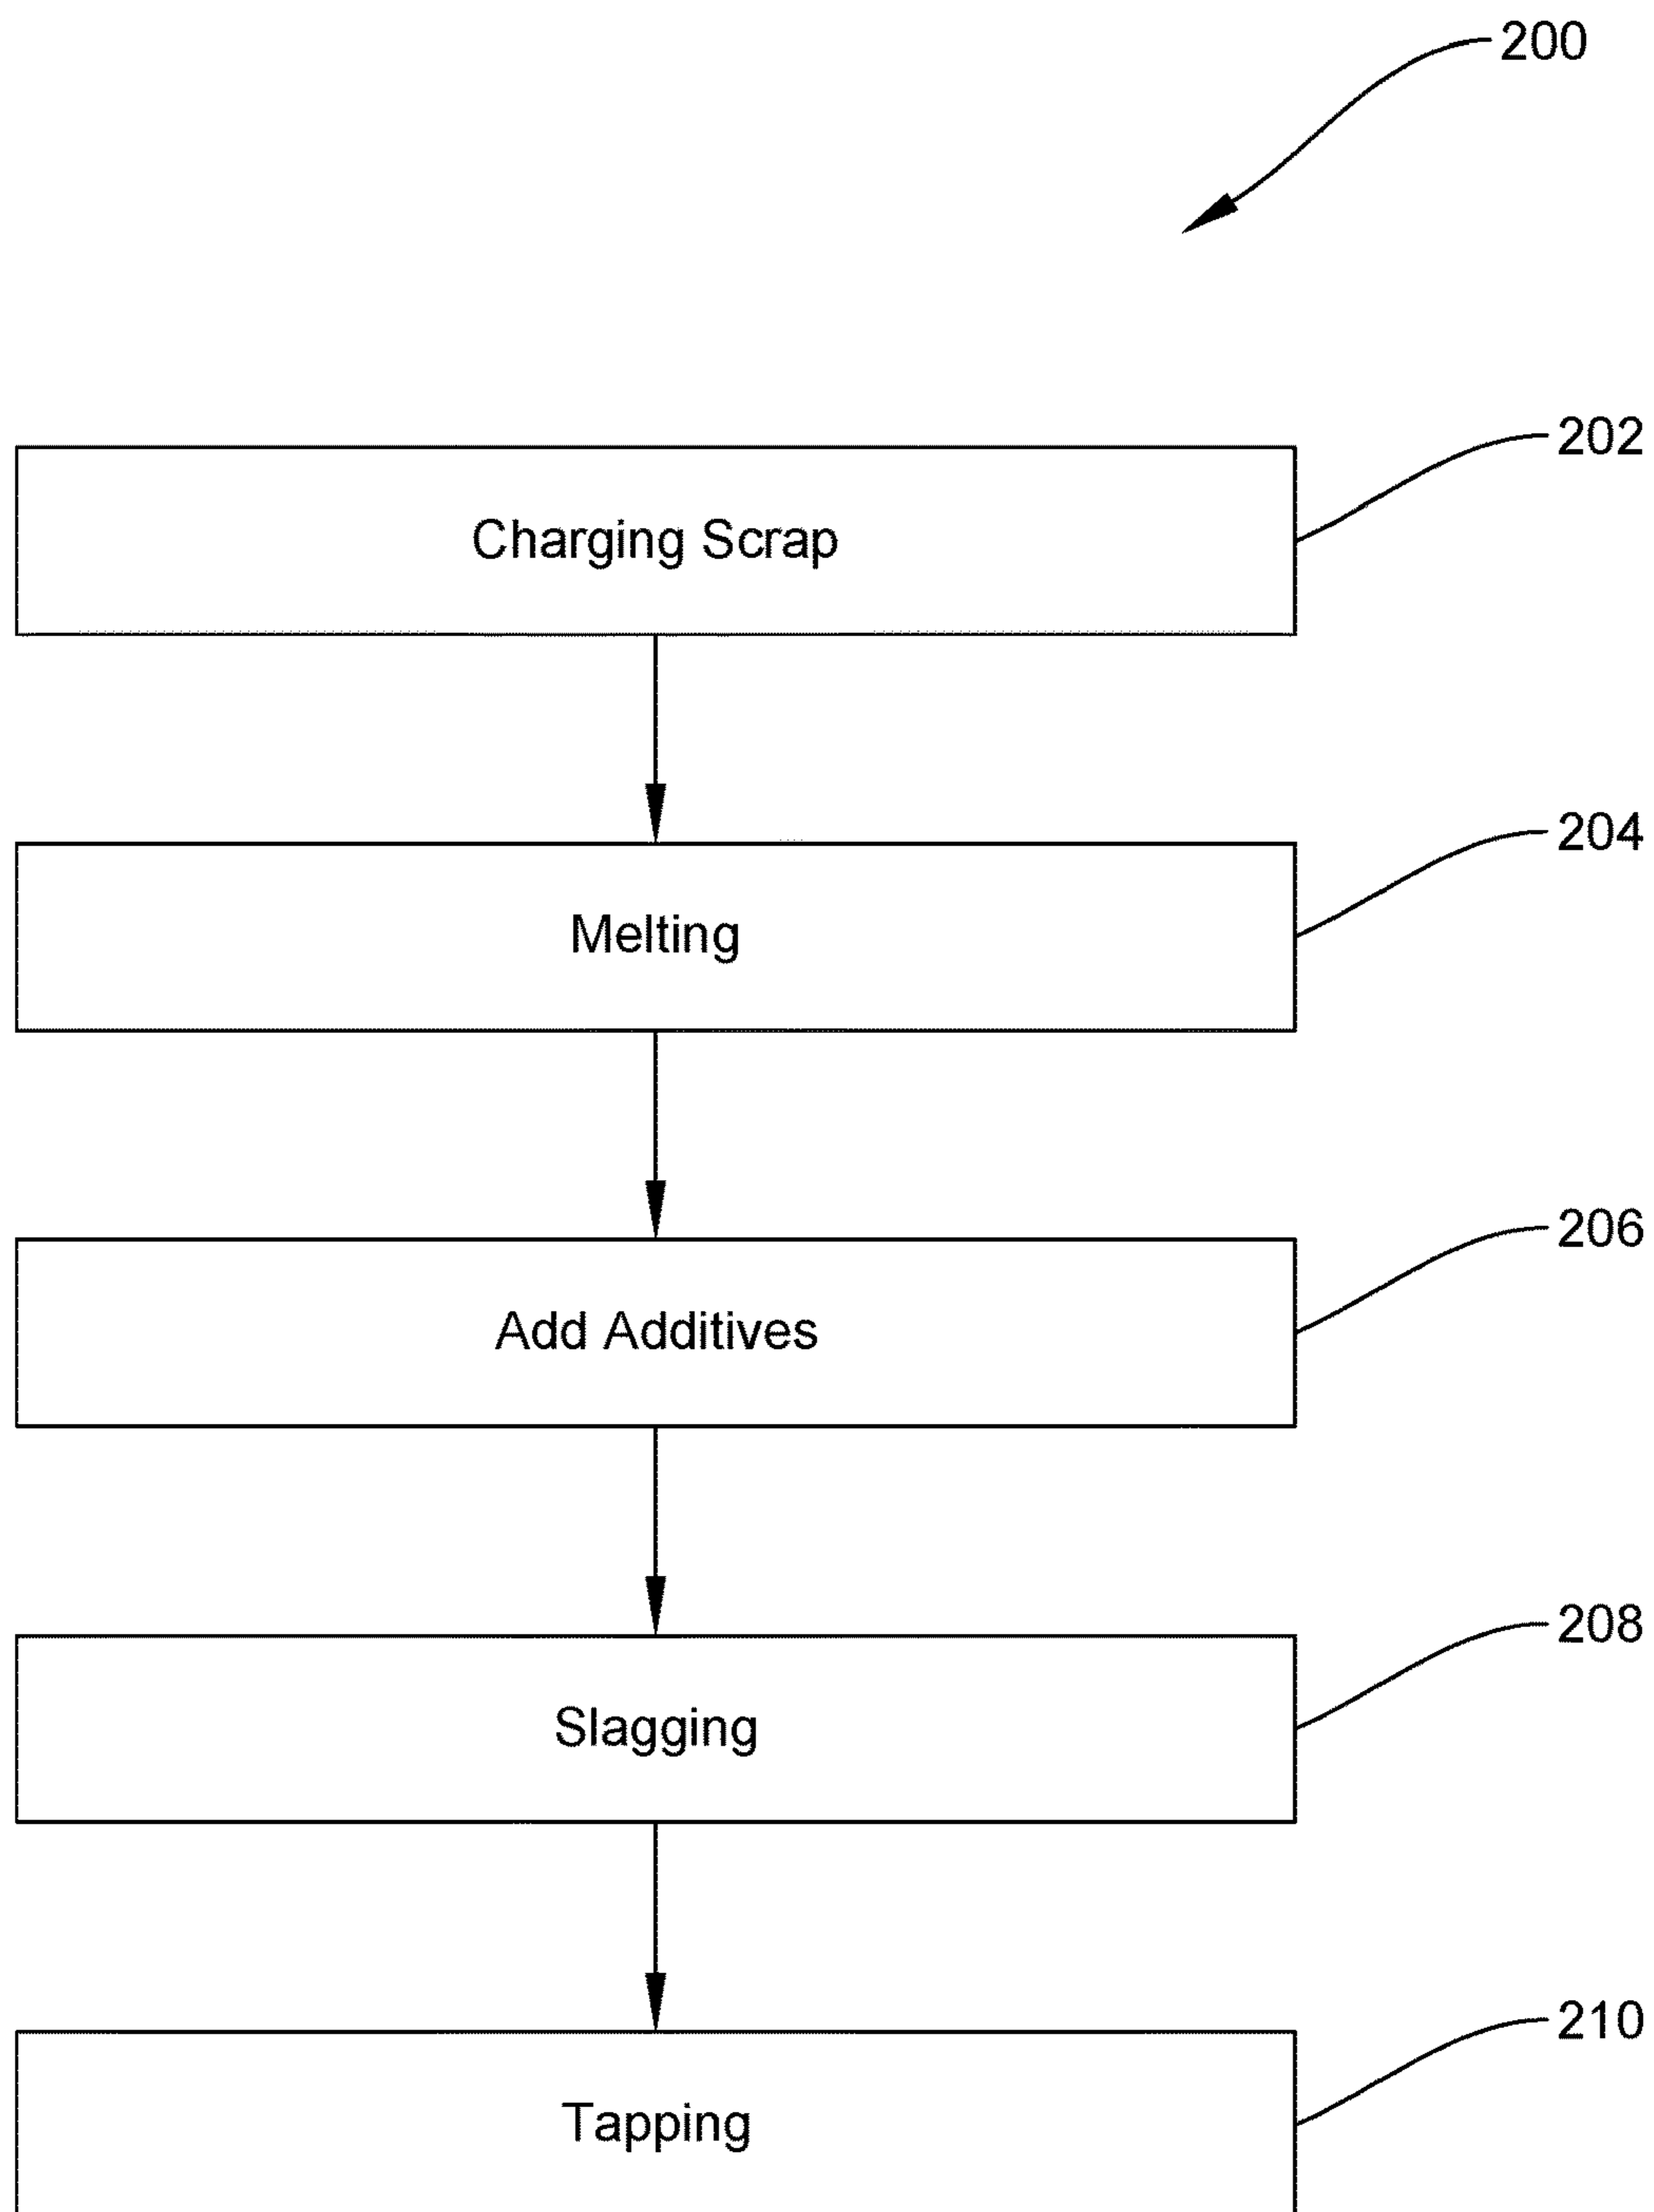 200
202
Charging Scrap
204
Melting
206
Add Additives
208
Slagging
210
Tapping